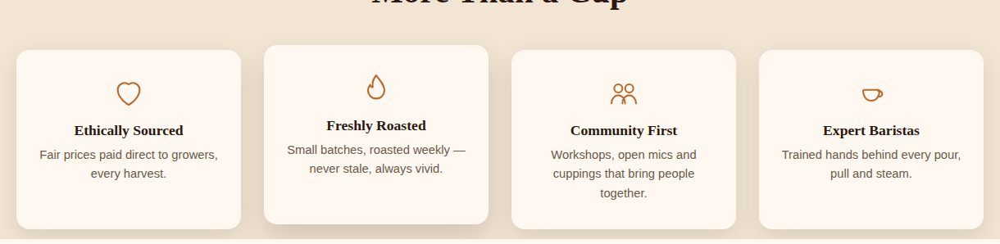 More Than a Cup
Ethically Sourced
Fair prices paid direct to growers,
every harvest.
Freshly Roasted
Small batches, roasted weekly —
never stale, always vivid.
Community First
Workshops, open mics and
cuppings that bring people
together.
Expert Baristas
Trained hands behind every pour,
pull and steam.